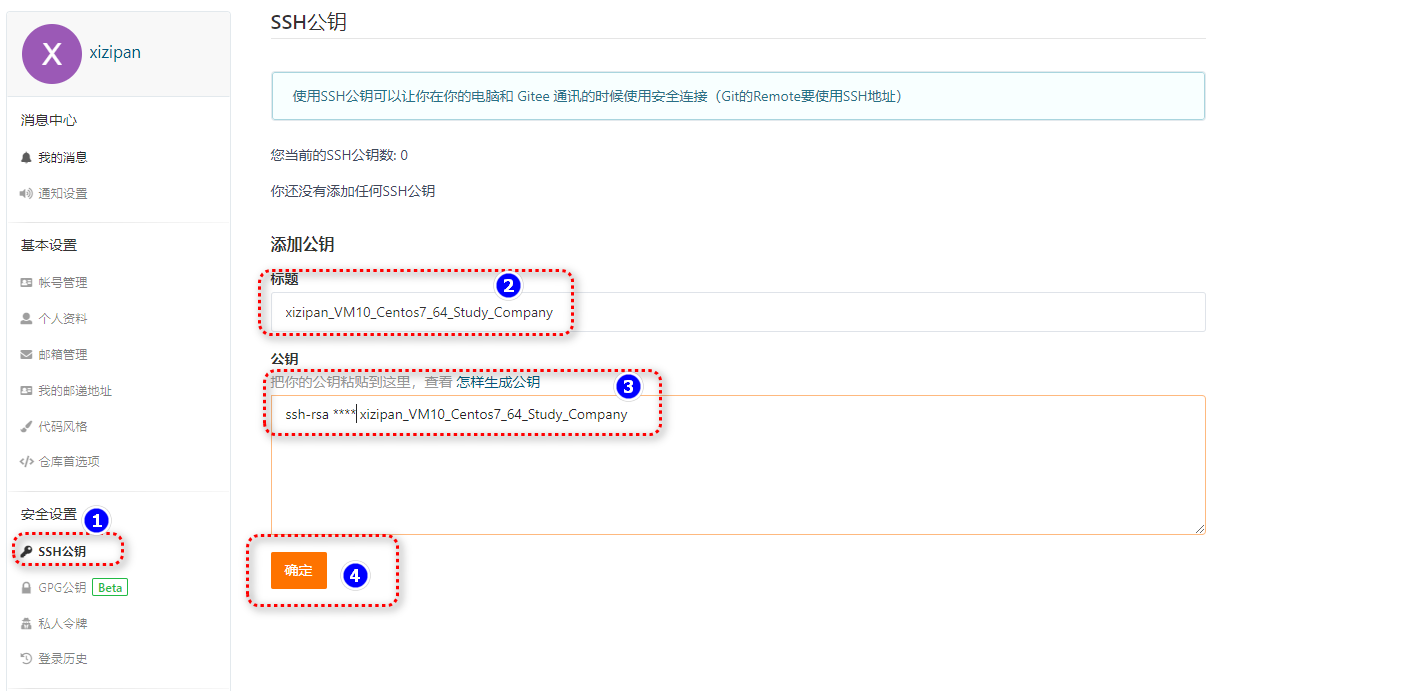 X
xizipan
消息中心
我的消息
通知设置
基本设置
帐号管理
个人资料
邮箱管理
我的邮递地址
代码风格
仓库首选项
安全设置
1
SSH公钥
GPG公钥 Beta
私人令牌
登录历史
SSH公钥
使用SSH公钥可以让你在你的电脑和 Gitee 通讯的时候使用安全连接（Git的Remote要使用SSH地址）
您当前的SSH公钥数: 0
你还没有添加任何SSH公钥
添加公钥
标题
2
xizipan_VM10_Centos7_64_Study_Company
公钥
把你的公钥粘贴到这里，查看 怎样生成公钥
3
ssh-rsa **** xizipan_VM10_Centos7_64_Study_Company
确定
4